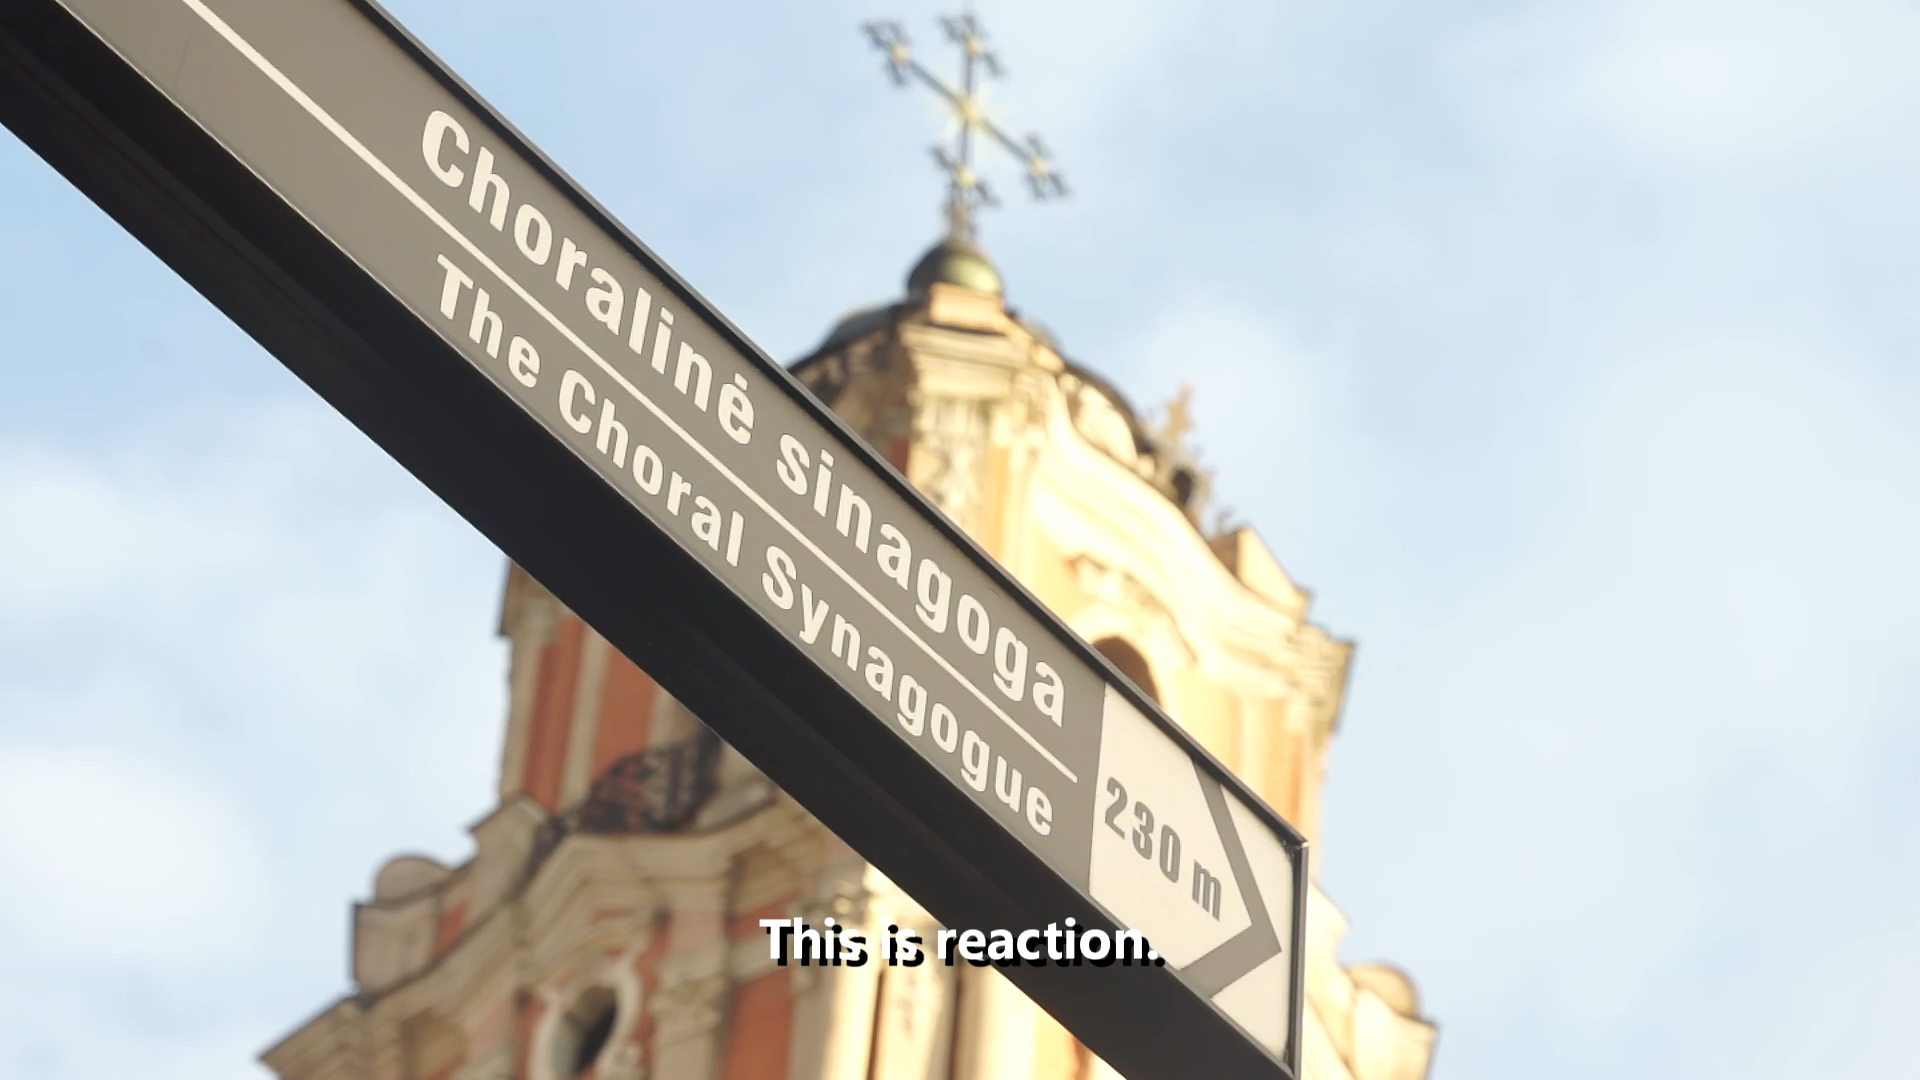 Choralinė sinagoga
The Choral Synagogue
230 m
This is reaction.